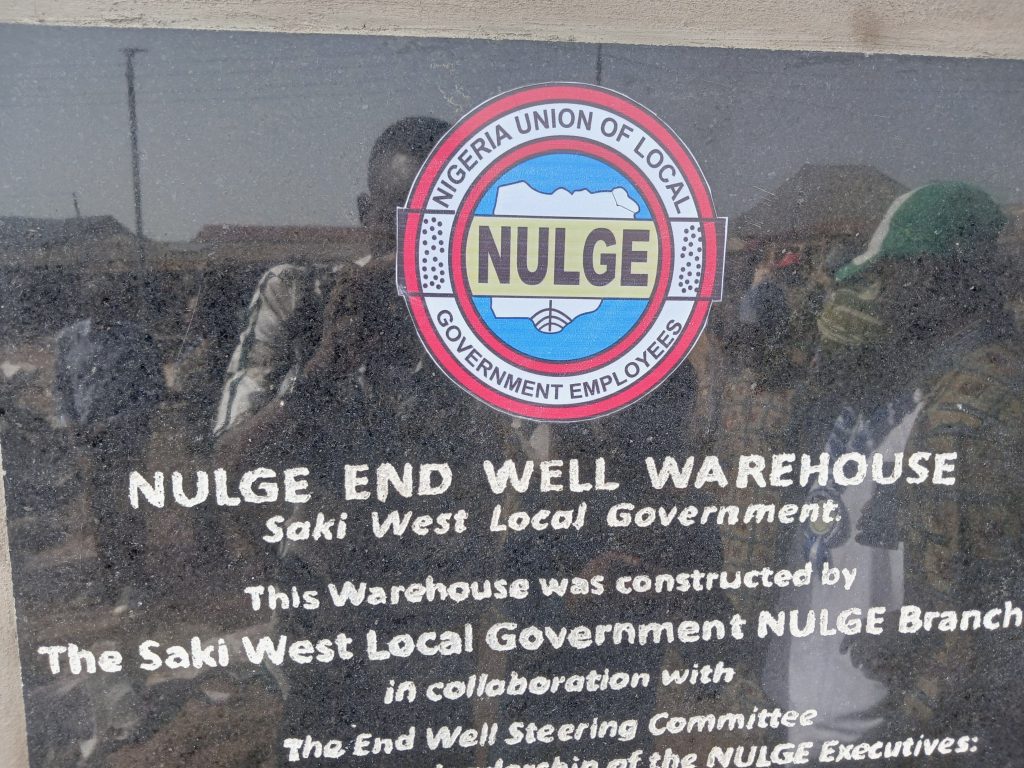 NIGERIA UNION OF LOCAL
NULGE
GOVERNMENT EMPLOYEES
NULGE END WELL WAREHOUSE
Saki West Local Government.
This Warehouse was constructed by
The Saki West Local Government NULGE Branch
in collaboration with
The End Well Steering Committee
of the NULGE Executives: